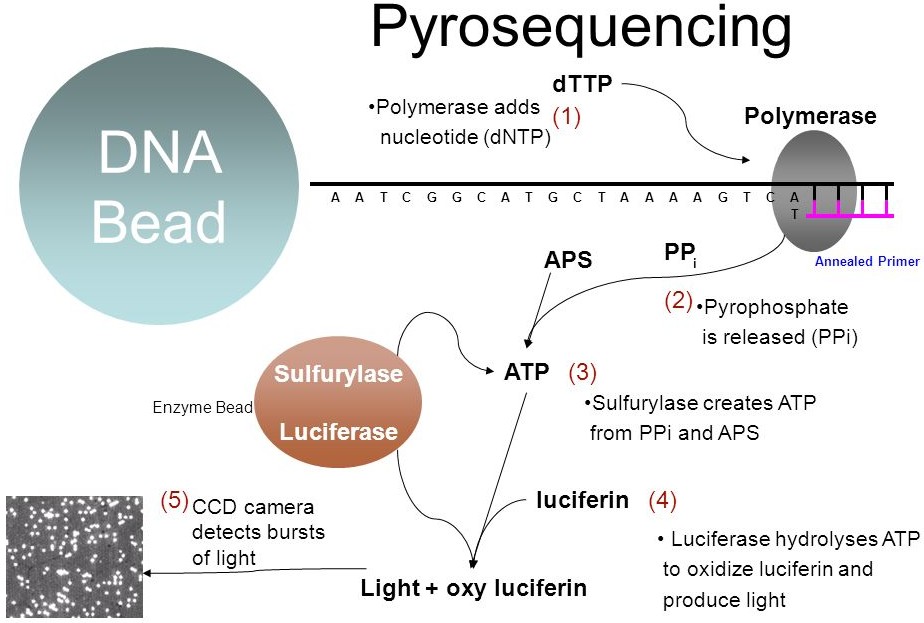 Pyrosequencing
DNA
Bead
dTTP
•Polymerase adds
nucleotide (dNTP)
(1)
Polymerase
A A T C G G C A T G C T A A A A G T C A
T
Annealed Primer
APS
PPi
(2)
•Pyrophosphate
is released (PPi)
Sulfurylase
Luciferase
Enzyme Bead
ATP
(3)
•Sulfurylase creates ATP
from PPi and APS
luciferin
(4)
• Luciferase hydrolyses ATP
to oxidize luciferin and
produce light
(5)
CCD camera
detects bursts
of light
Light + oxy luciferin